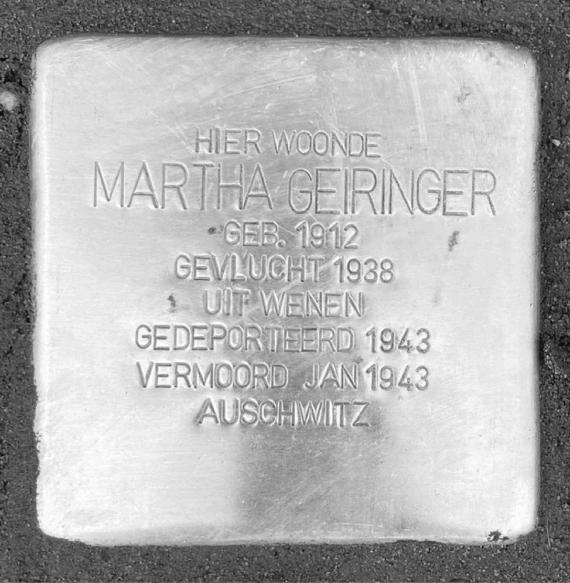 HIER WOONDE
MARTHA GEIRINGER
GEB. 1912
GEVLUCHT 1938
UIT WENEN
GEDEPORTEERD 1943
VERMOORD JAN 1943
AUSCHWITZ